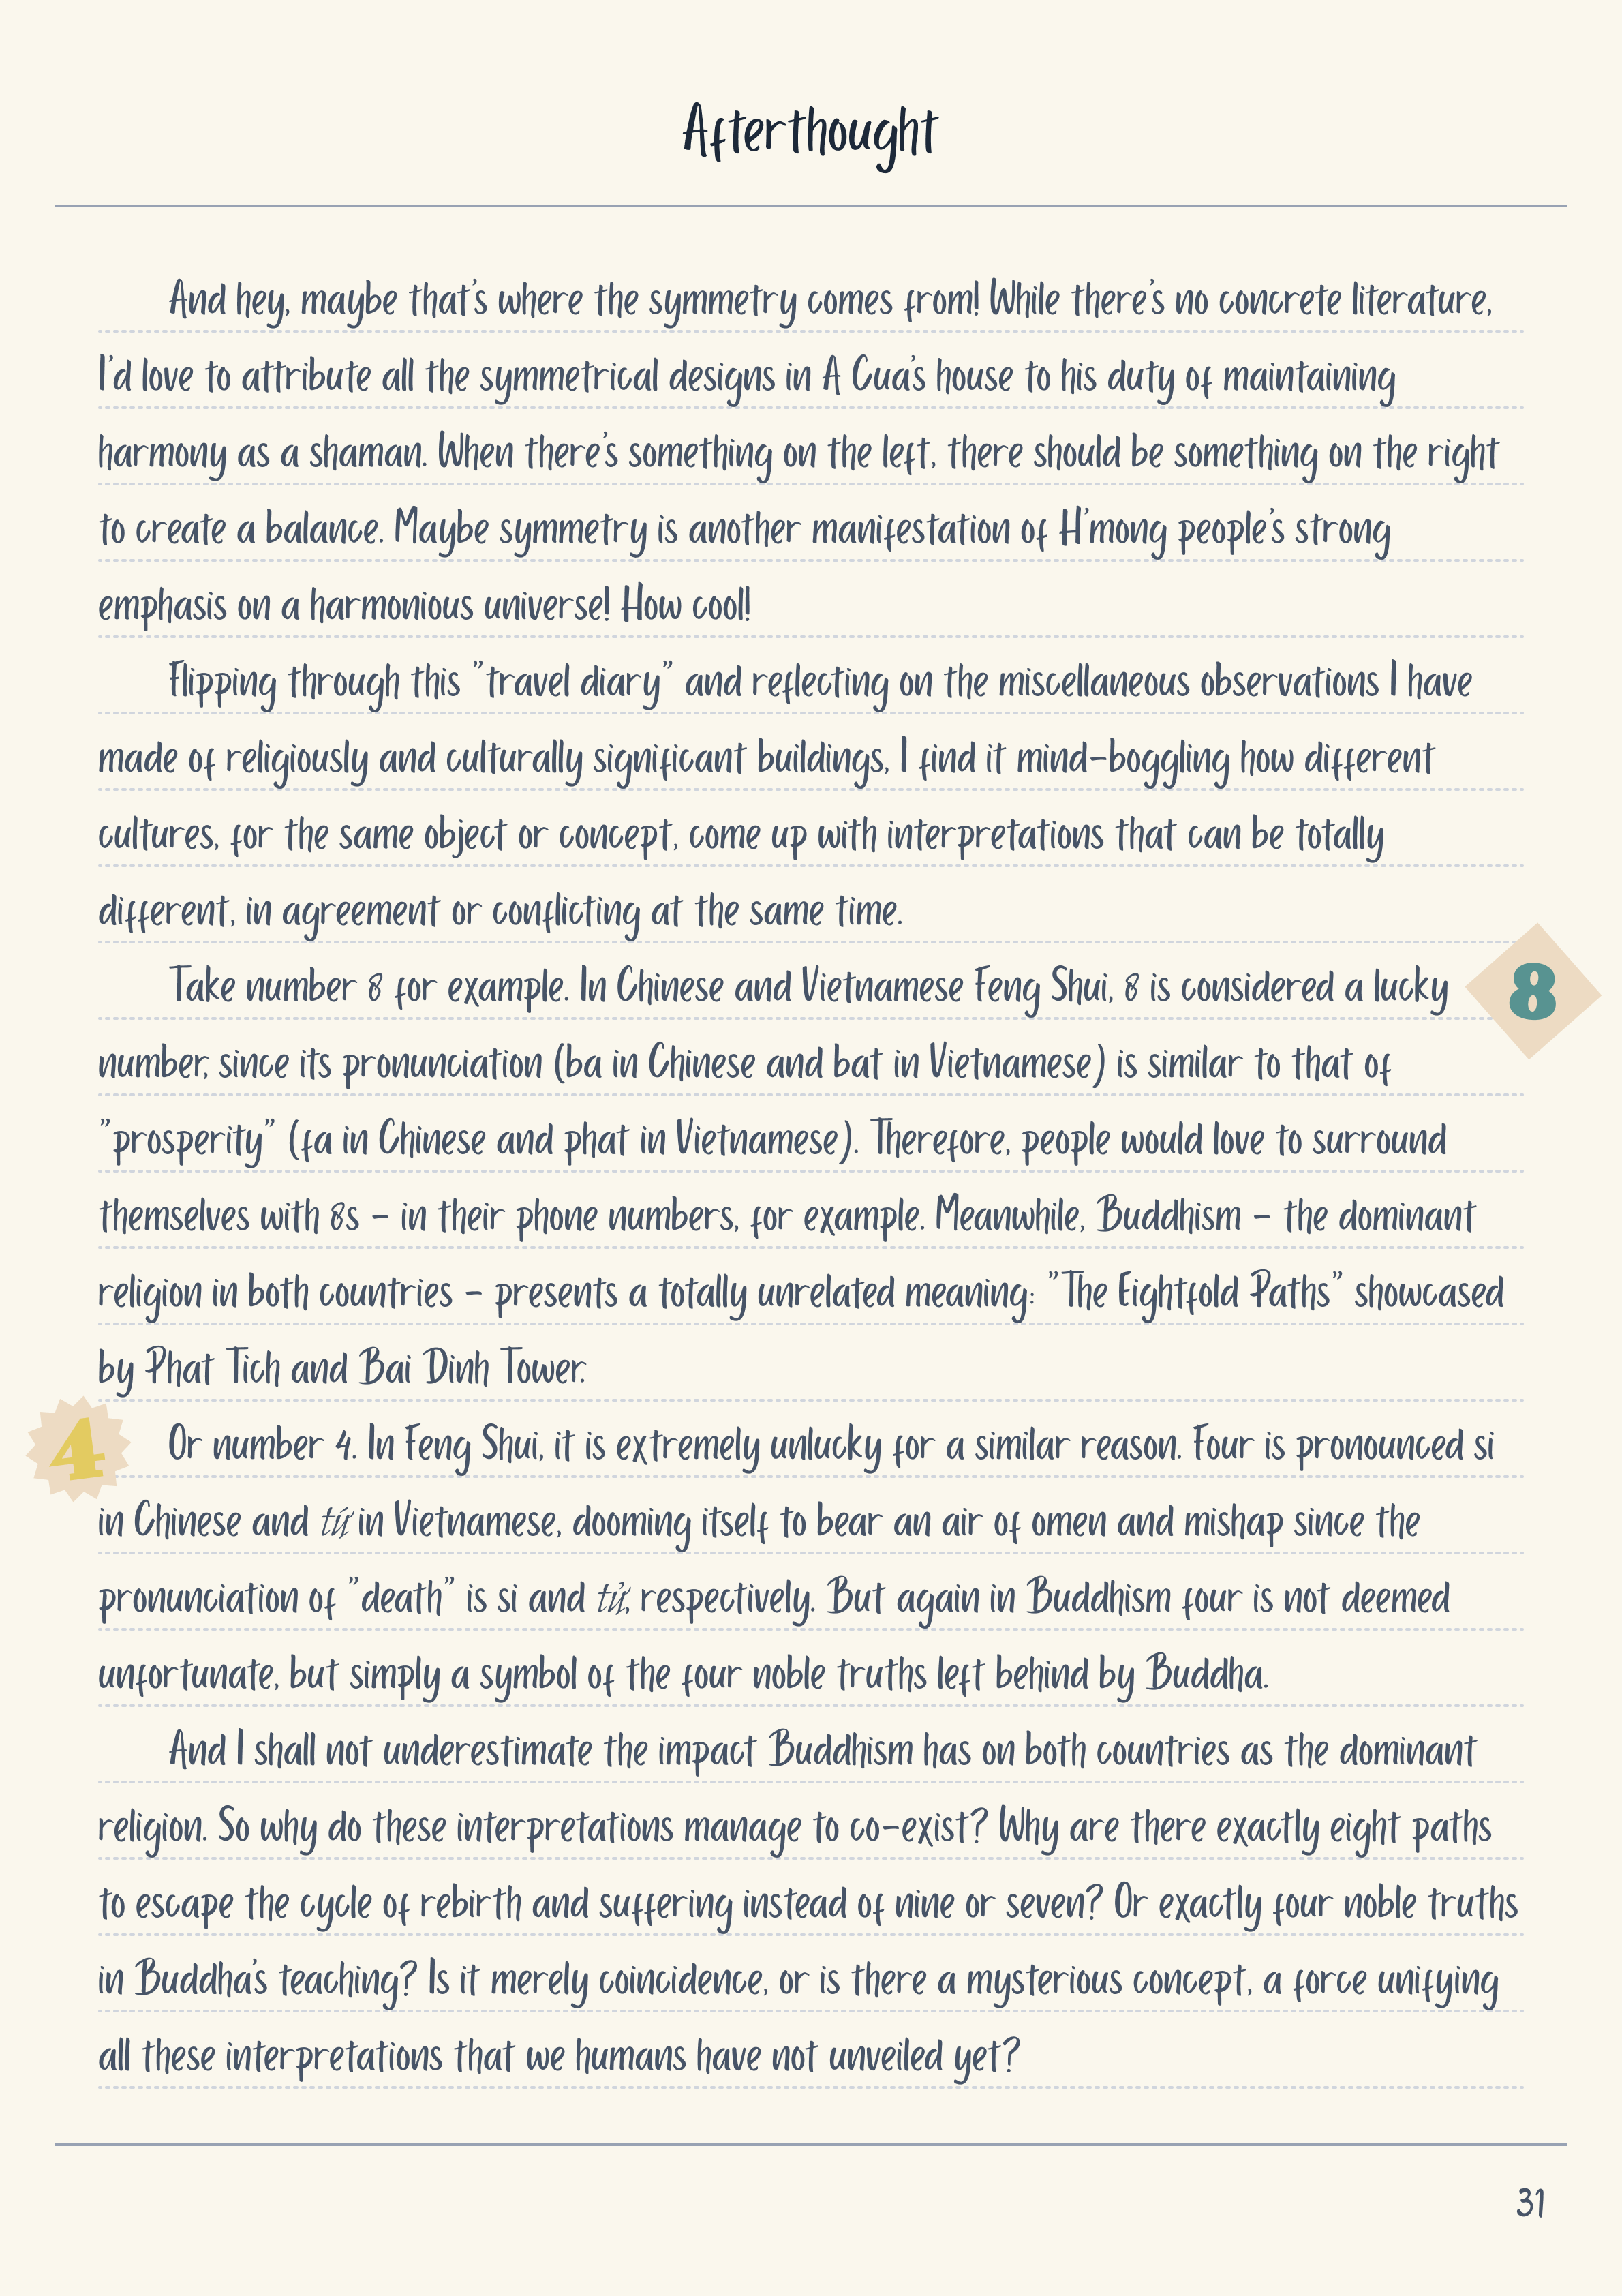 Afterthought
And hey, maybe that's where the symmetry comes from! While there's no concrete literature,
I'd love to attribute all the symmetrical designs in A Cua's house to his duty of maintaining
harmony as a shaman. When there's something on the left, there should be something on the right
to create a balance. Maybe symmetry is another manifestation of H'mong people's strong
emphasis on a harmonious universe! How cool!
Flipping through this "travel diary" and reflecting on the miscellaneous observations I have
made of religiously and culturally significant buildings, I find it mind-boggling how different
cultures, for the same object or concept, come up with interpretations that can be totally
different, in agreement or conflicting at the same time.
Take number 8 for example. In Chinese and Vietnamese Feng Shui, 8 is considered a lucky
8
number, since its pronunciation (ba in Chinese and bat in Vietnamese) is similar to that of
"prosperity" (fa in Chinese and phat in Vietnamese). Therefore, people would love to surround
themselves with 8s - in their phone numbers, for example. Meanwhile, Buddhism - the dominant
religion in both countries - presents a totally unrelated meaning: "The Eightfold Paths" showcased
by Phat Tich and Bai Dinh Tower.
4
Or number 4. In Feng Shui, it is extremely unlucky for a similar reason. Four is pronounced si
in Chinese and tứ in Vietnamese, dooming itself to bear an air of omen and mishap since the
pronunciation of "death" is si and tử, respectively. But again in Buddhism four is not deemed
unfortunate, but simply a symbol of the four noble truths left behind by Buddha.
And I shall not underestimate the impact Buddhism has on both countries as the dominant
religion. So why do these interpretations manage to co-exist? Why are there exactly eight paths
to escape the cycle of rebirth and suffering instead of nine or seven? Or exactly four noble truths
in Buddha's teaching? Is it merely coincidence, or is there a mysterious concept, a force unifying
all these interpretations that we humans have not unveiled yet?
31